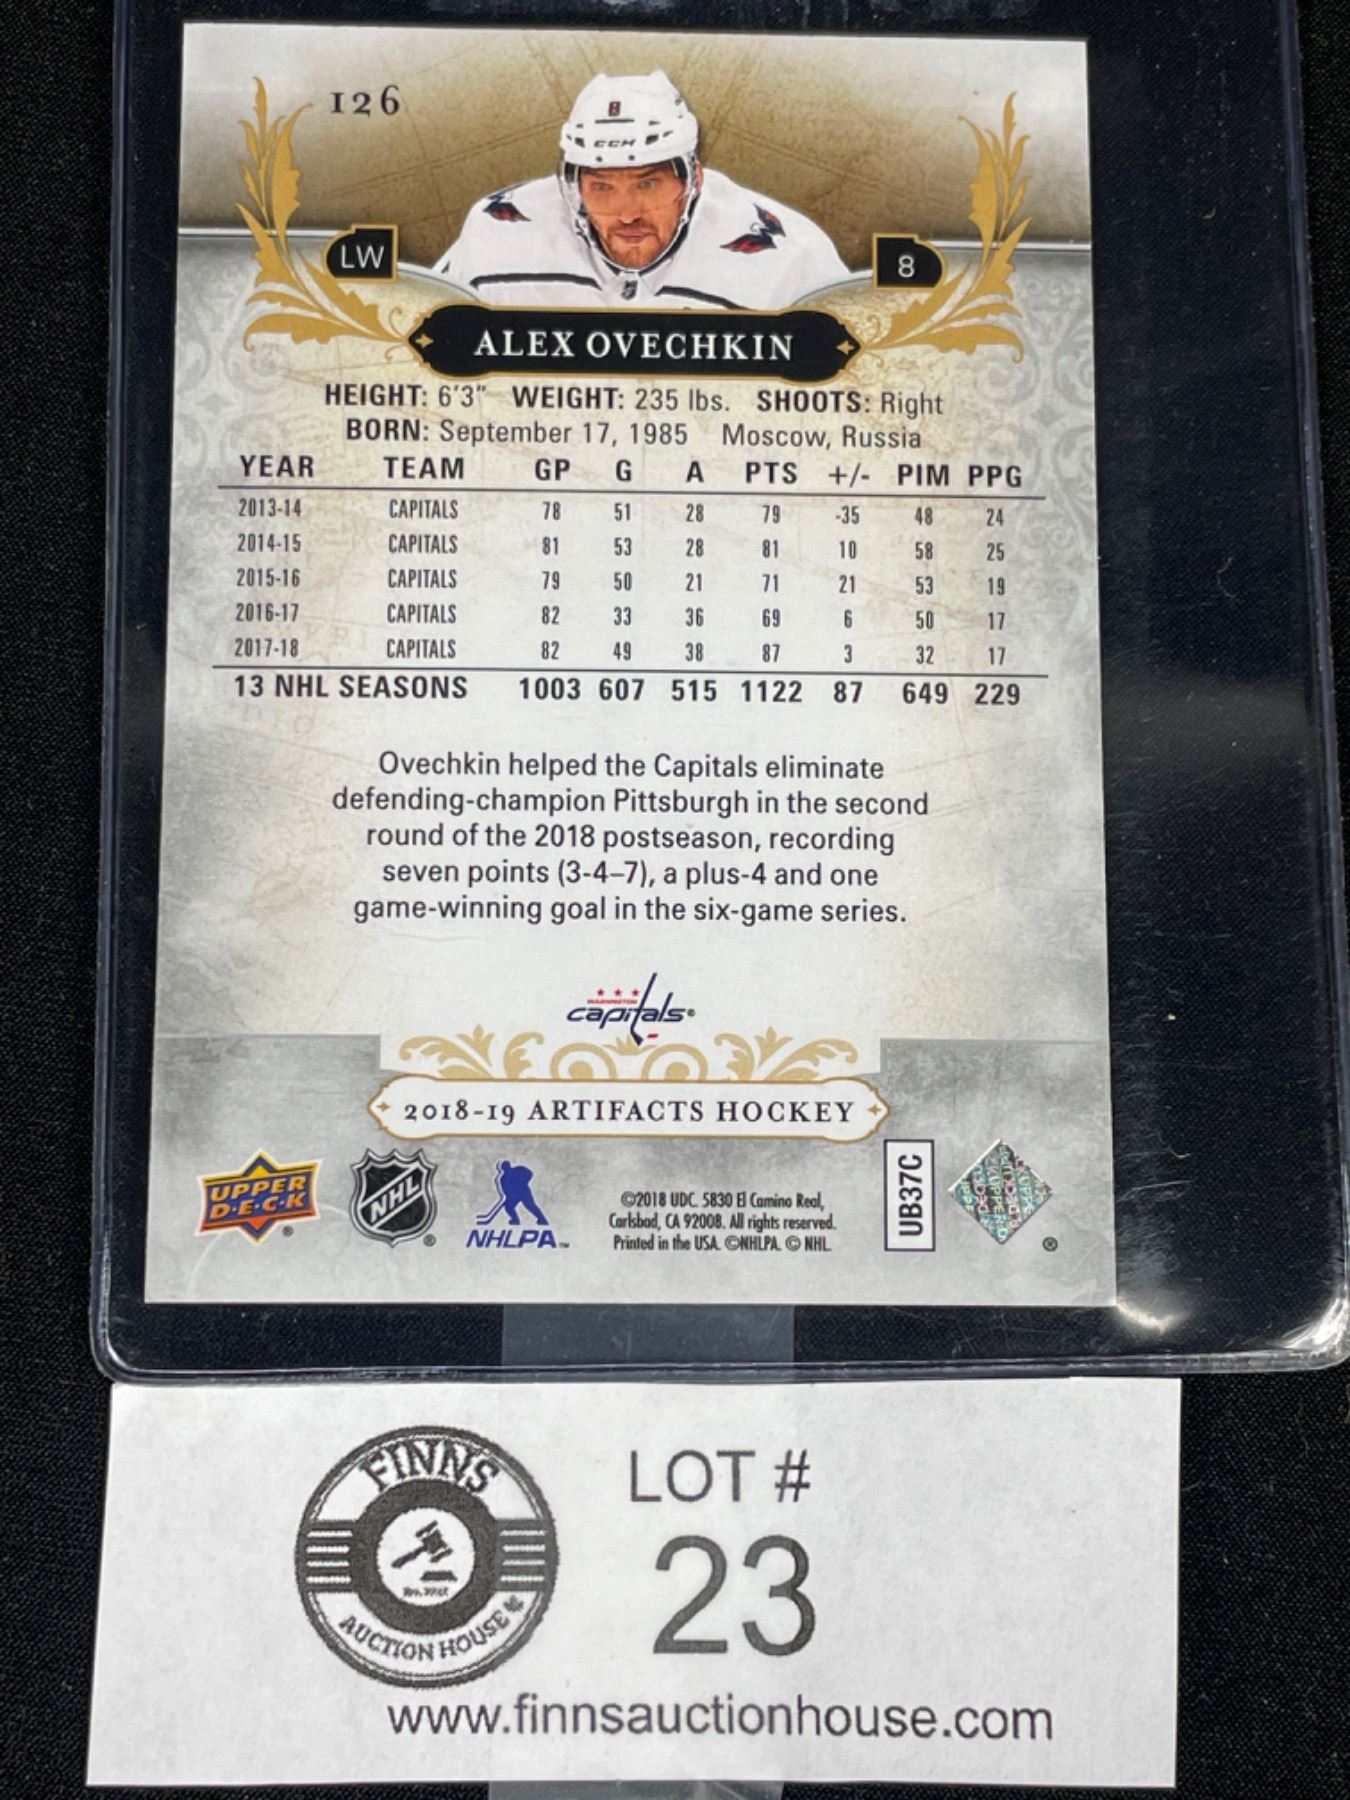 126
8
CCM
LW
8
ALEX OVECHKIN
HEIGHT: 6'3" WEIGHT: 235 lbs. SHOOTS: Right
BORN: September 17, 1985 Moscow, Russia
YEAR TEAM GP G A PTS +/- PIM PPG
2013-14 CAPITALS 78 51 28 79 -35 48 24
2014-15 CAPITALS 81 53 28 81 10 58 25
2015-16 CAPITALS 79 50 21 71 21 53 19
2016-17 CAPITALS 82 33 36 69 6 50 17
2017-18 CAPITALS 82 49 38 87 3 32 17
13 NHL SEASONS 1003 607 515 1122 87 649 229
Ovechkin helped the Capitals eliminate
defending-champion Pittsburgh in the second
round of the 2018 postseason, recording
seven points (3-4–7), a plus-4 and one
game-winning goal in the six-game series.
WASHINGTON
capitals®
2018-19 ARTIFACTS HOCKEY
UPPER
D·E·C·K ®
NHL ®
NHLPA™
©2018 UDC. 5830 El Camino Real,
Carlsbad, CA 92008. All rights reserved.
Printed in the USA. ©NHLPA. © NHL.
UB37C
®
FINNS
AUCTION HOUSE
LOT #
23
www.finnsauctionhouse.com